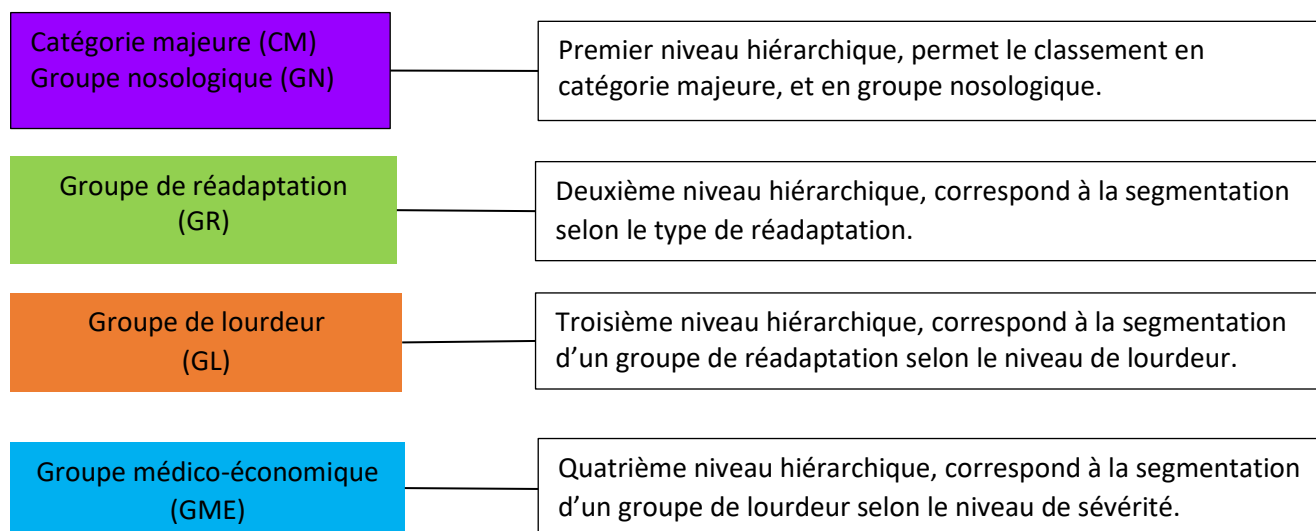 Catégorie majeure (CM)
Groupe nosologique (GN)
Premier niveau hiérarchique, permet le classement en
catégorie majeure, et en groupe nosologique.
Groupe de réadaptation
(GR)
Deuxième niveau hiérarchique, correspond à la segmentation
selon le type de réadaptation.
Groupe de lourdeur
(GL)
Troisième niveau hiérarchique, correspond à la segmentation
d’un groupe de réadaptation selon le niveau de lourdeur.
Groupe médico-économique
(GME)
Quatrième niveau hiérarchique, correspond à la segmentation
d’un groupe de lourdeur selon le niveau de sévérité.